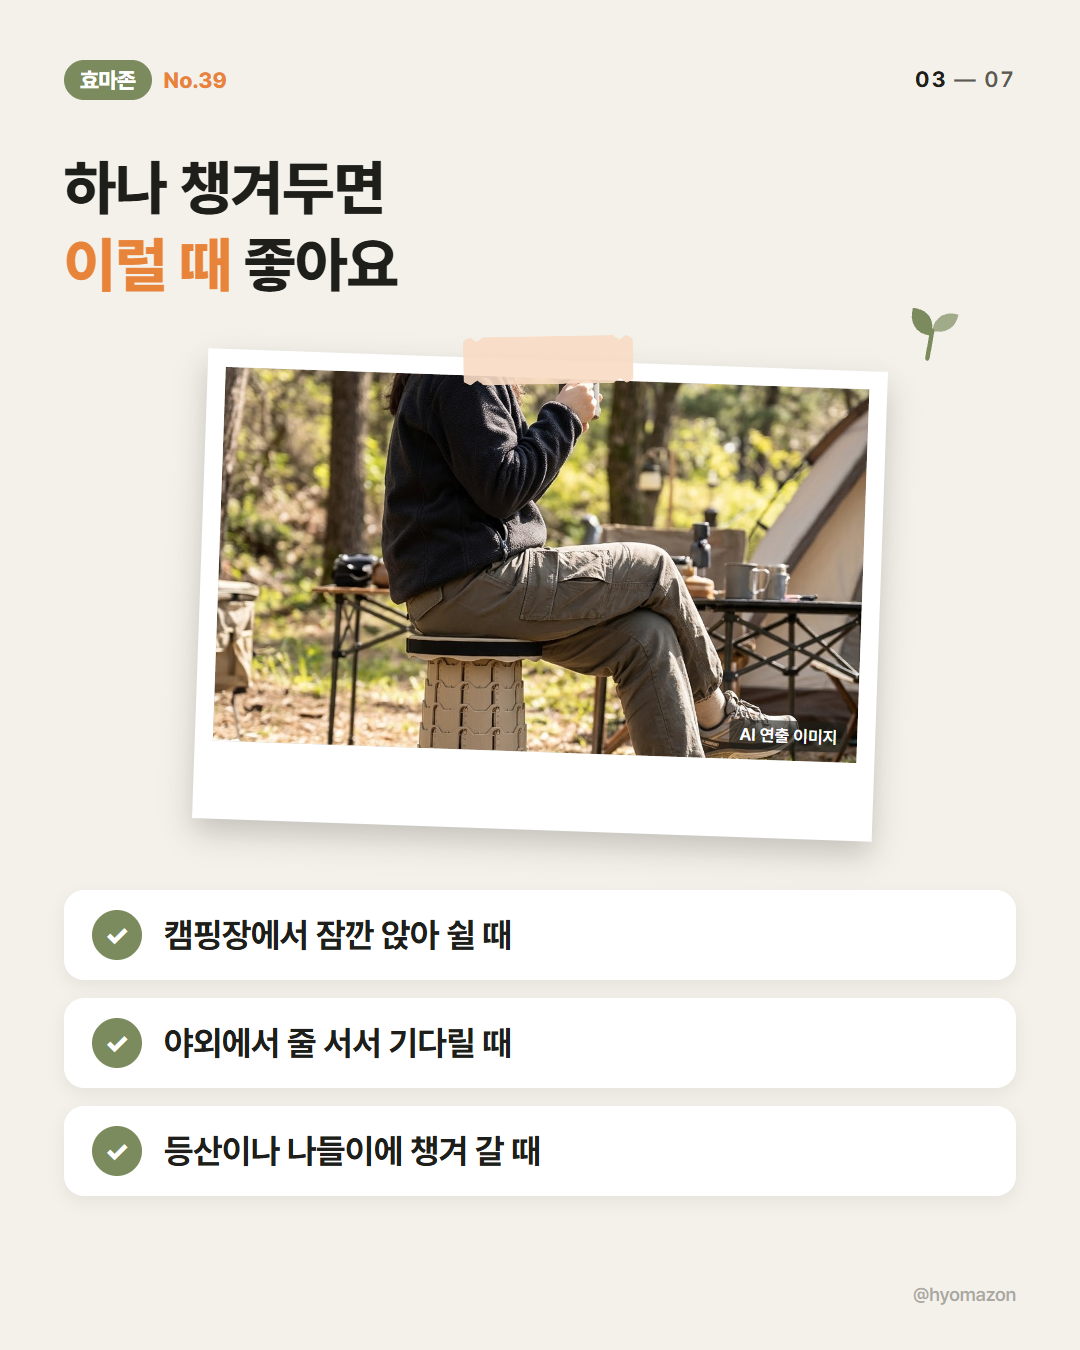 효마존 No.39
03 — 07
하나 챙겨두면
이럴 때 좋아요
AI 연출 이미지
캠핑장에서 잠깐 앉아 쉴 때
야외에서 줄 서서 기다릴 때
등산이나 나들이에 챙겨 갈 때
@hyomazon